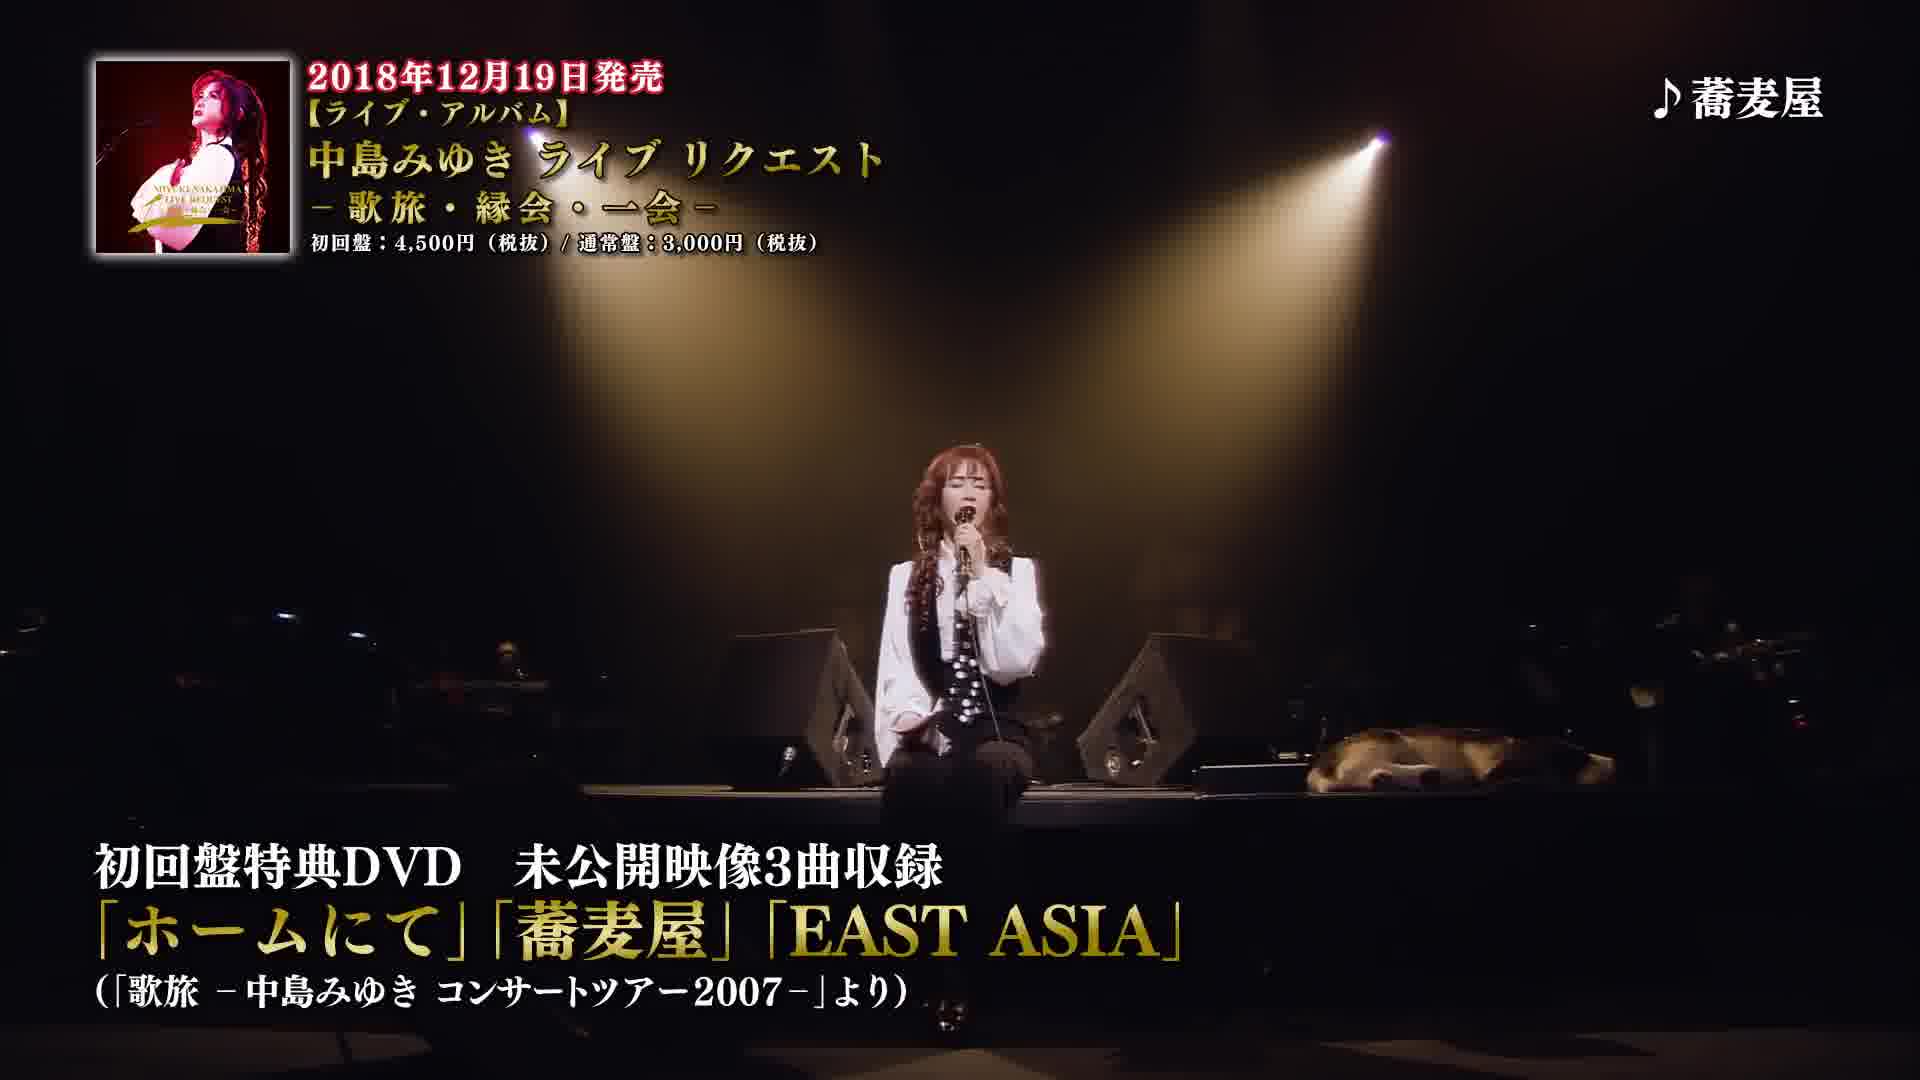 2018年12月19日発売
【ライブ・アルバム】
中島みゆき ライブ リクエスト
－歌旅・縁会・一会－
初回盤：4,500円（税抜）/ 通常盤：3,000円（税抜）
MIYUKI NAKAJIMA
LIVE REQUEST
♪蕎麦屋
初回盤特典DVD　未公開映像3曲収録
「ホームにて」「蕎麦屋」「EAST ASIA」
（「歌旅 －中島みゆき コンサートツアー2007－」より）